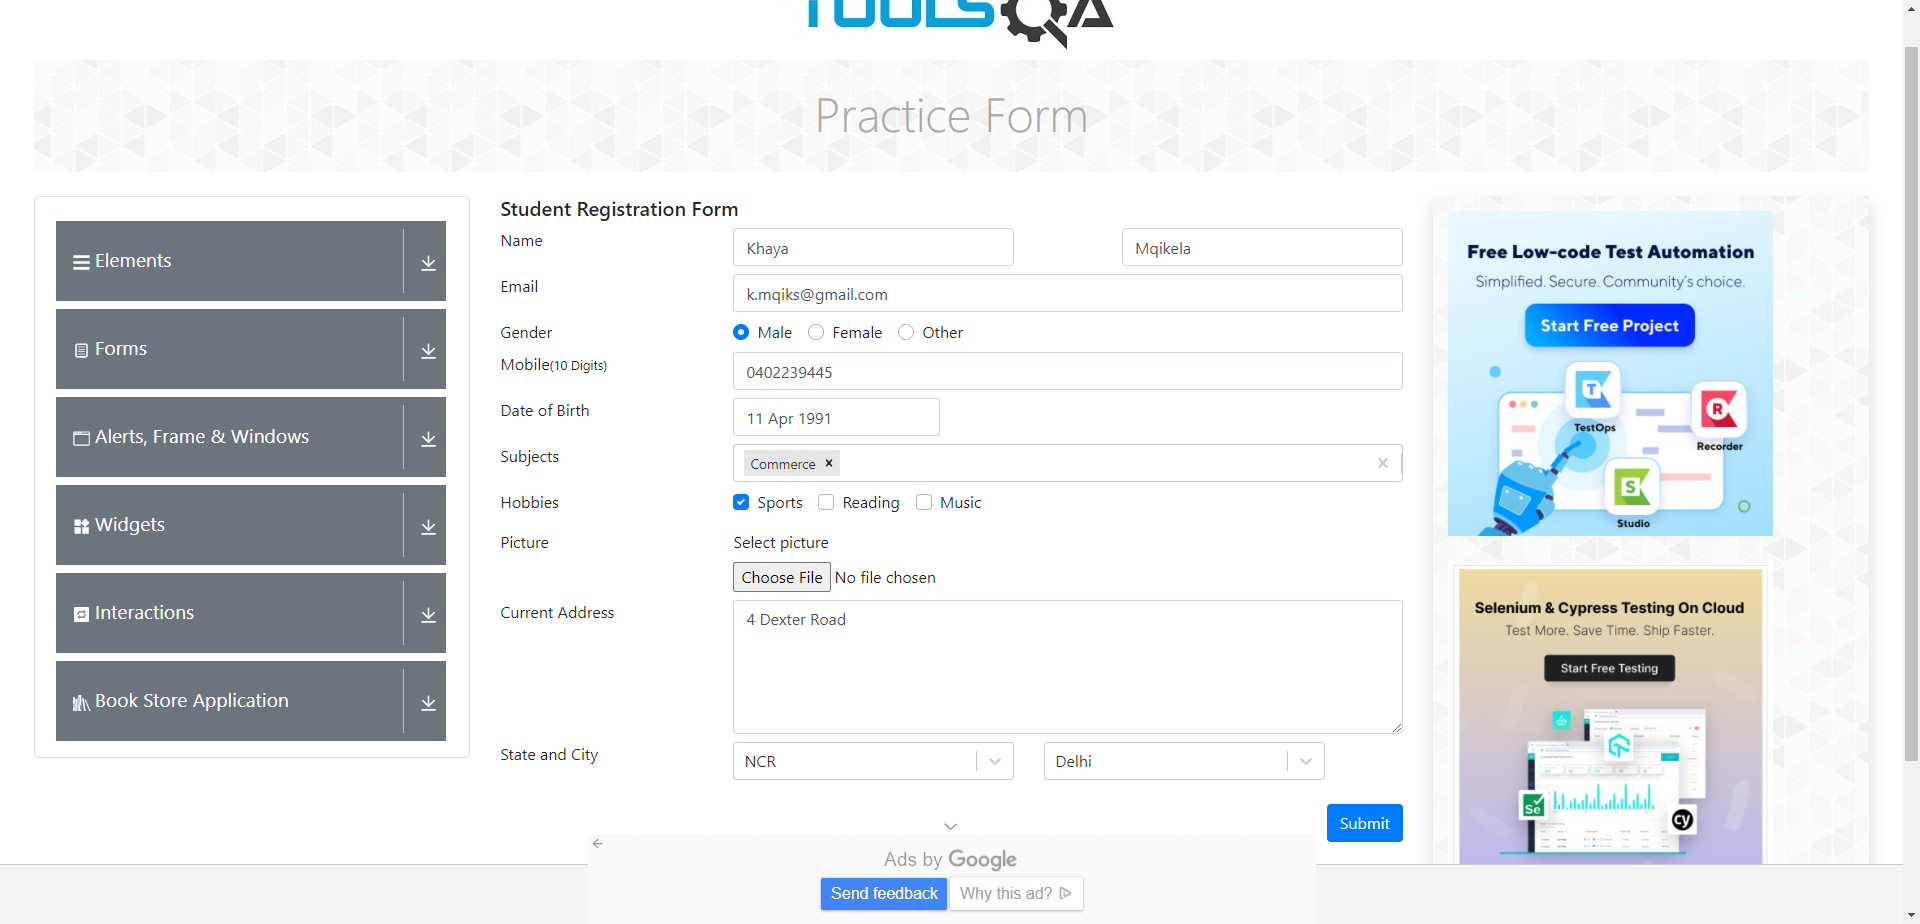 TOOLSQA
Practice Form
Elements
Forms
Alerts, Frame & Windows
Widgets
Interactions
Book Store Application
Student Registration Form
Name Khaya Mqikela
Email k.mqiks@gmail.com
Gender Male Female Other
Mobile(10 Digits) 0402239445
Date of Birth 11 Apr 1991
Subjects Commerce
Hobbies Sports Reading Music
Picture Select picture
Choose File No file chosen
Current Address 4 Dexter Road
State and City NCR Delhi
Submit
Free Low-code Test Automation
Simplified. Secure. Community's choice.
Start Free Project
T
TestOps
R
Recorder
S
Studio
Selenium & Cypress Testing On Cloud
Test More. Save Time. Ship Faster.
Start Free Testing
Se
cy
Ads by Google
Send feedback Why this ad?